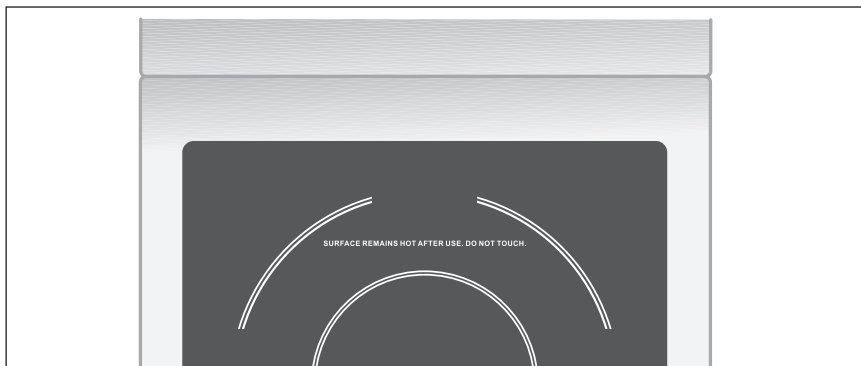 SURFACE REMAINS HOT AFTER USE. DO NOT TOUCH.